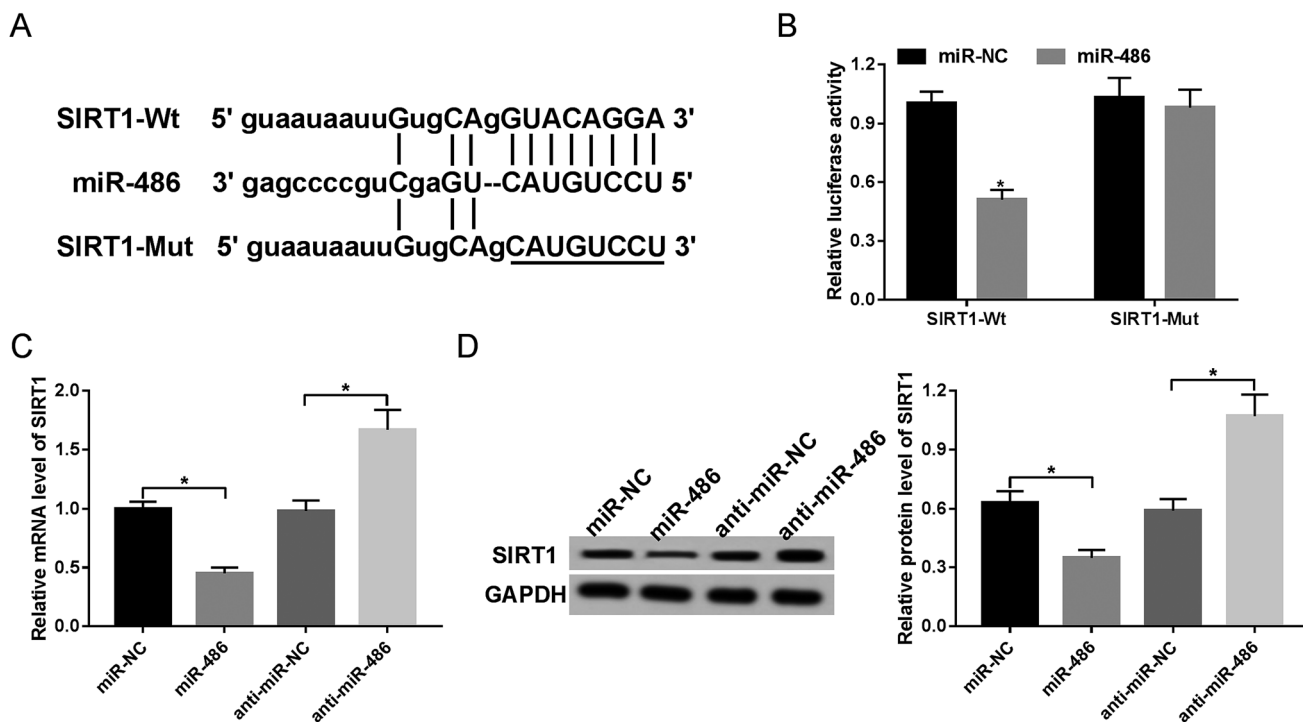 A
SIRT1-Wt 5' guaauaauuGugCAgGUACAGGA 3'
miR-486 3' gagccccguCgaGU--CAUGUCCU 5'
SIRT1-Mut 5' guaauaauuGugCAgCAUGUCCU 3'
B
miR-NC miR-486
Relative luciferase activity
1.2
0.9
0.6
0.3
0.0
*
SIRT1-Wt SIRT1-Mut
C
Relative mRNA level of SIRT1
2.0
1.5
1.0
0.5
0.0
*
*
miR-NC miR-486 anti-miR-NC anti-miR-486
D
miR-NC miR-486 anti-miR-NC anti-miR-486
SIRT1
GAPDH
Relative protein level of SIRT1
1.2
0.9
0.6
0.3
0.0
*
*
miR-NC miR-486 anti-miR-NC anti-miR-486